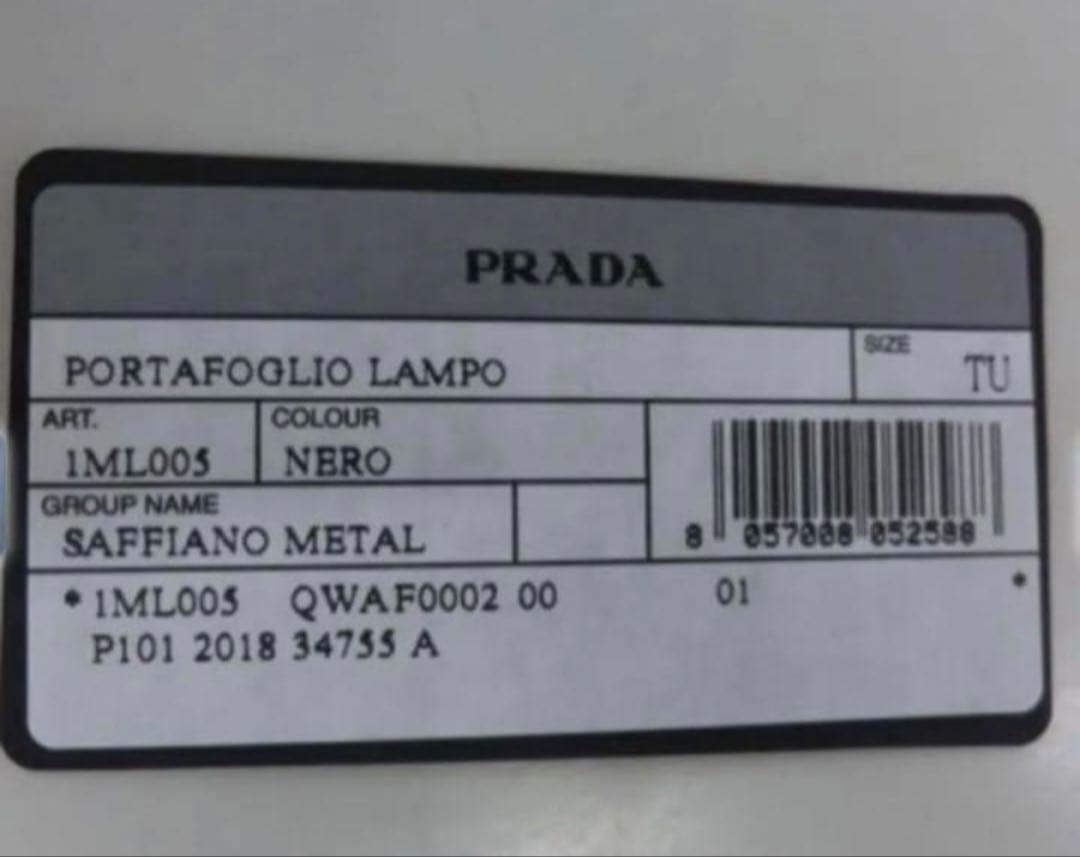 PRADA
PORTAFOGLIO LAMPO
SIZE
TU
ART.
1ML005
COLOUR
NERO
GROUP NAME
SAFFIANO METAL
8 057008 052588
* 1ML005 QWAF0002 00 01 *
P101 2018 34755 A